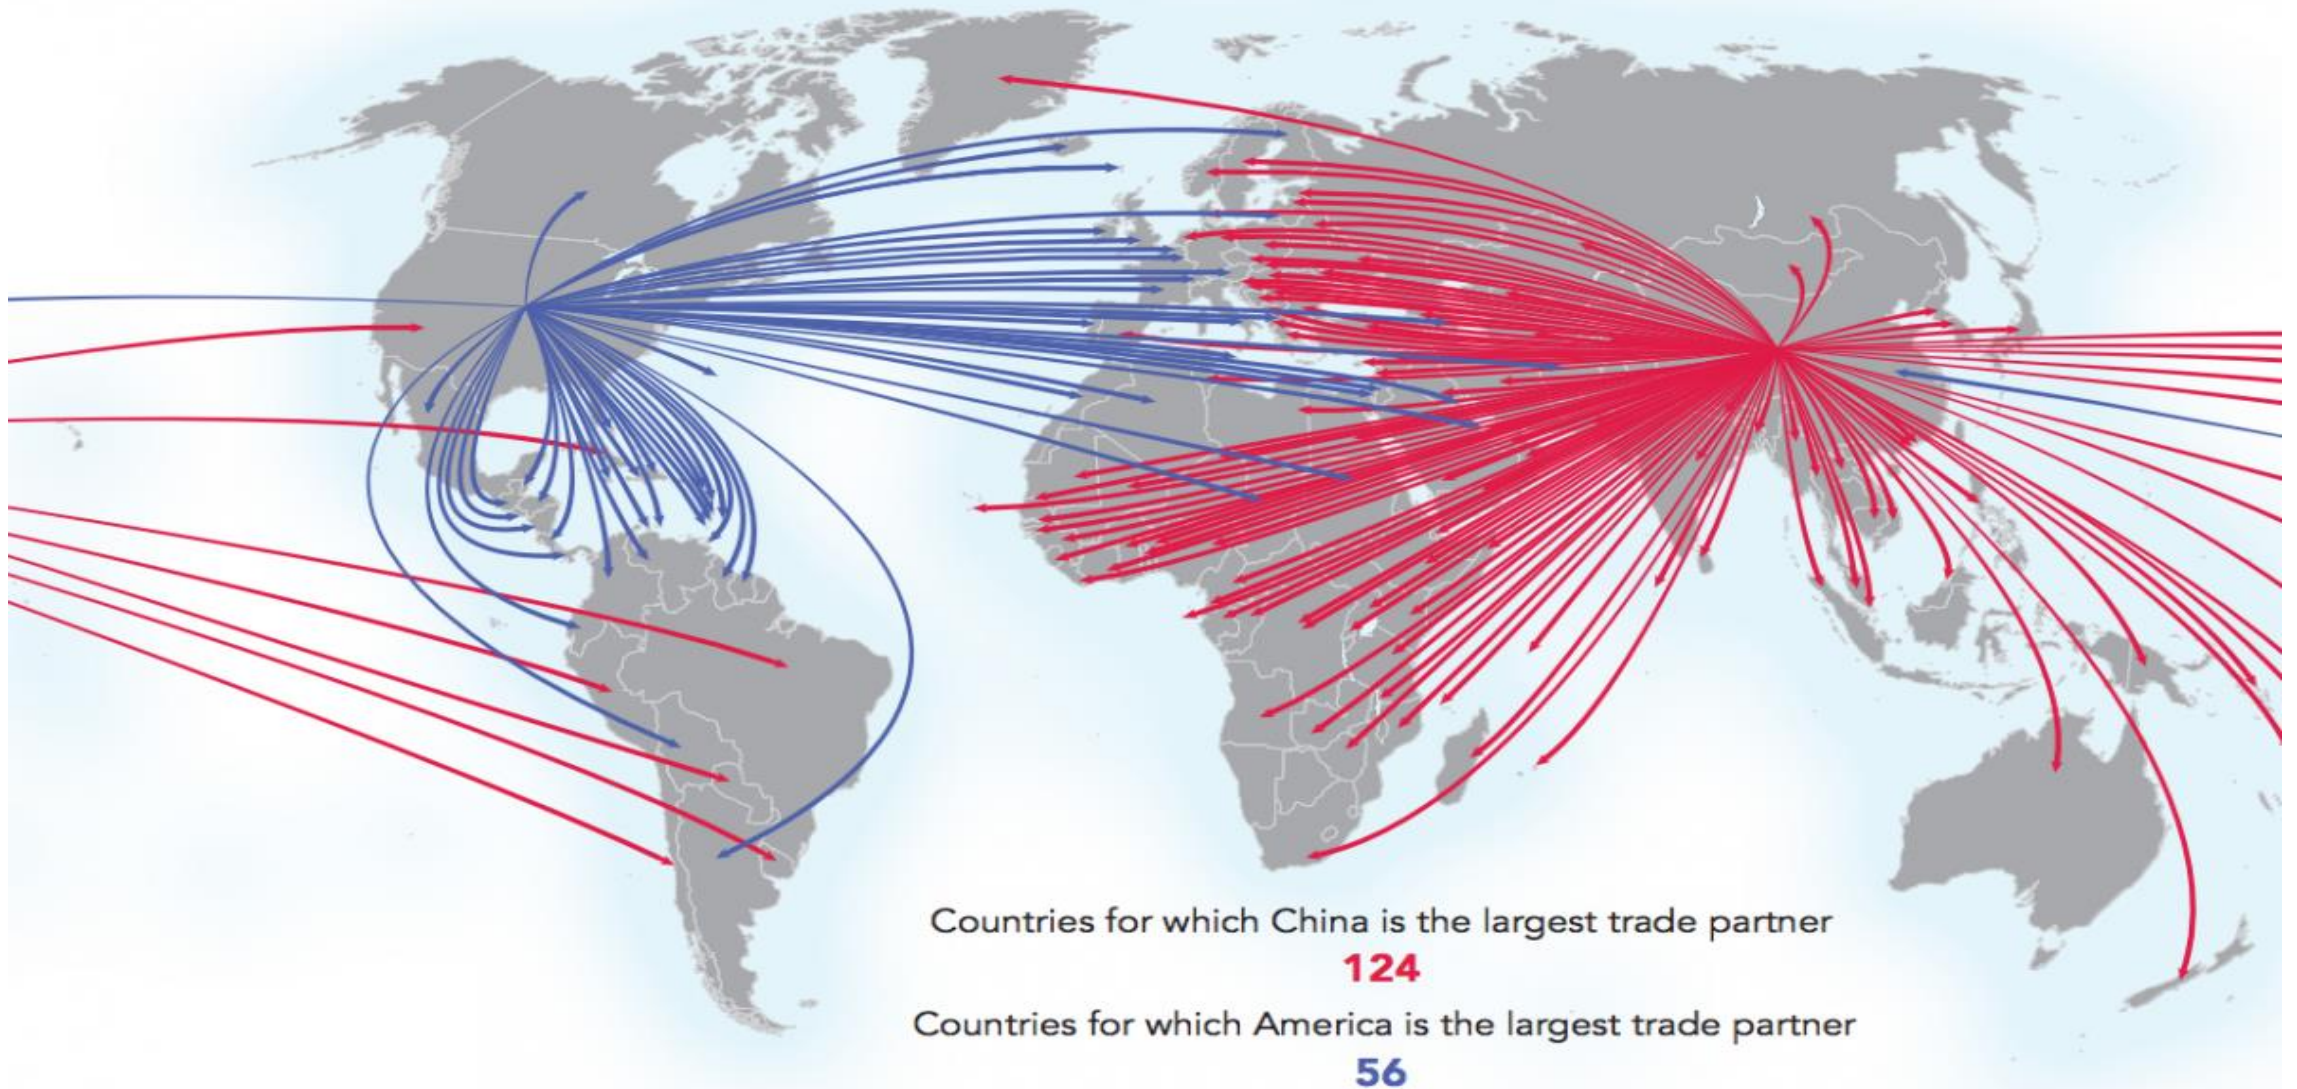 Countries for which China is the largest trade partner
124
Countries for which America is the largest trade partner
56